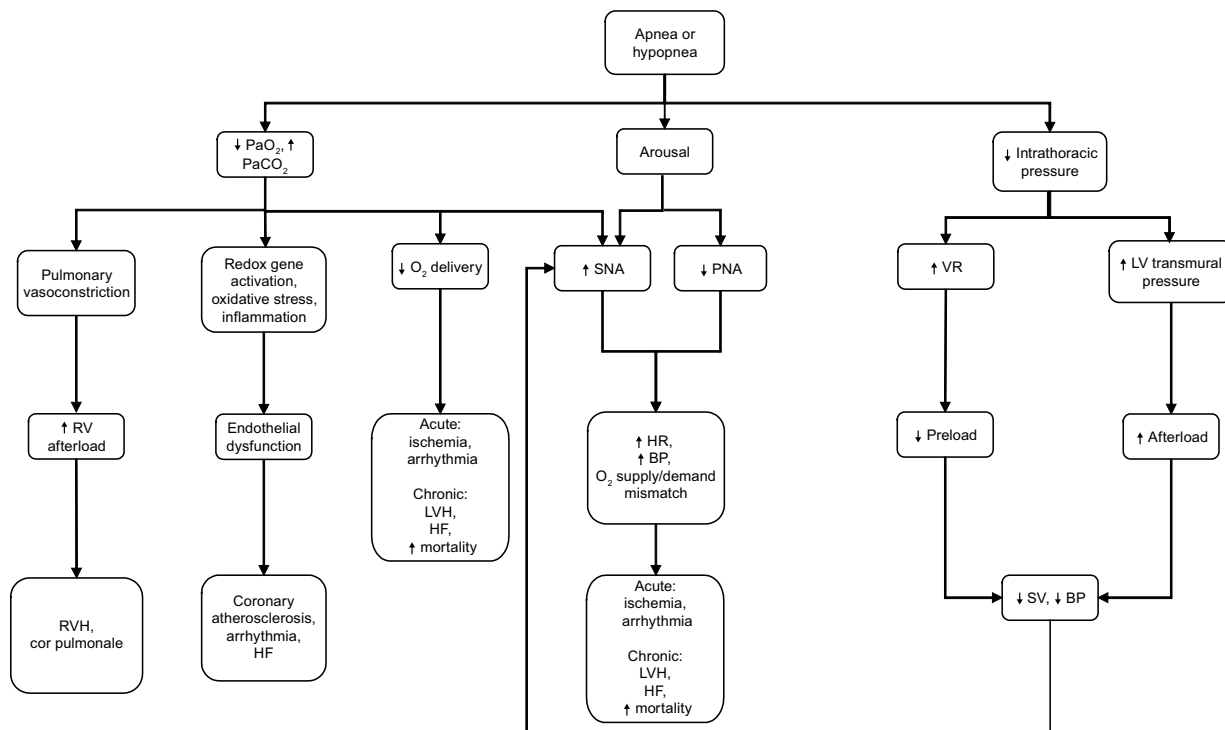 Apnea or
hypopnea
↓ PaO₂, ↑
PaCO₂
Arousal
↓ Intrathoracic
pressure
Pulmonary
vasoconstriction
Redox gene
activation,
oxidative stress,
inflammation
↓ O₂ delivery
↑ SNA
↓ PNA
↑ VR
↑ LV transmural
pressure
↑ RV
afterload
Endothelial
dysfunction
Acute:
ischemia,
arrhythmia
Chronic:
LVH,
HF,
↑ mortality
↑ HR,
↑ BP,
O₂ supply/demand
mismatch
↓ Preload
↑ Afterload
RVH,
cor pulmonale
Coronary
atherosclerosis,
arrhythmia,
HF
Acute:
ischemia,
arrhythmia
Chronic:
LVH,
HF,
↑ mortality
↓ SV, ↓ BP